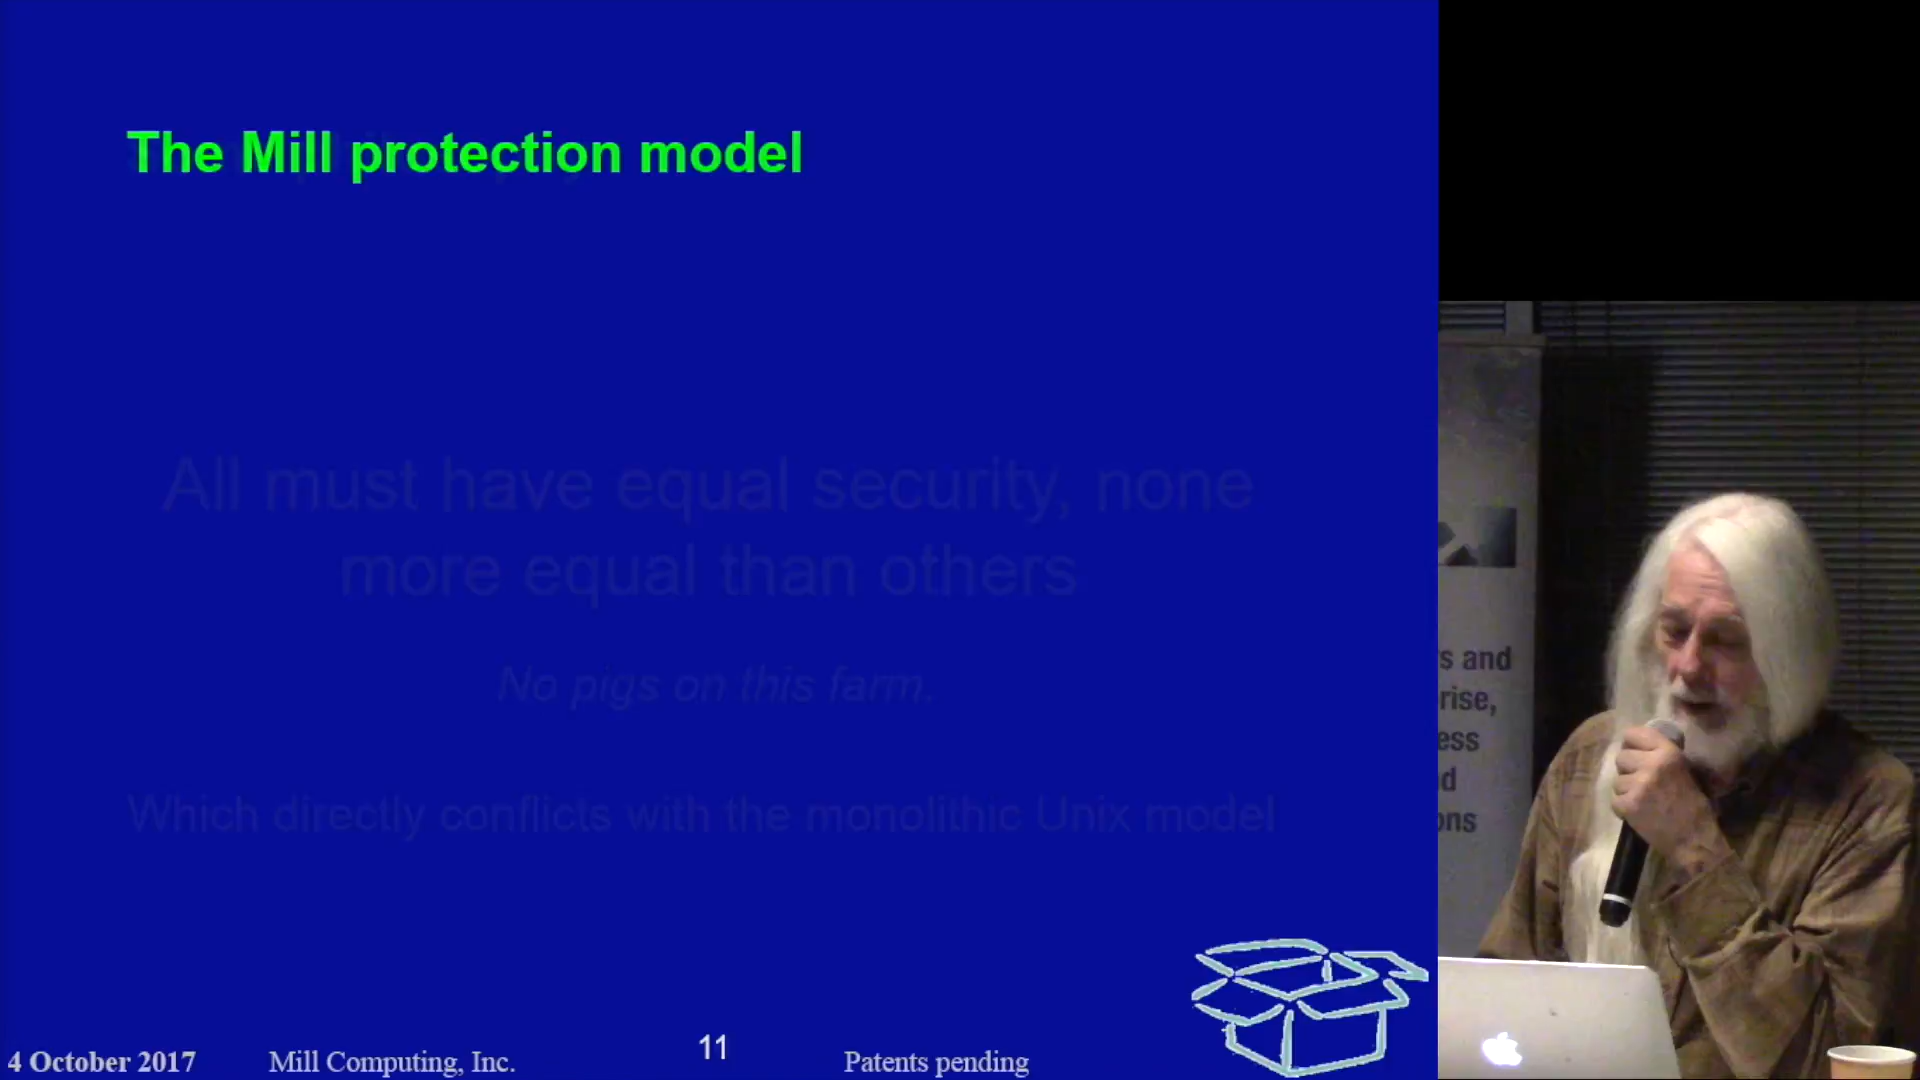 The Mill protection model
All must have equal security, none
more equal than others
No pigs on this farm.
Which directly conflicts with the monolithic Unix model
4 October 2017
Mill Computing, Inc.
11
Patents pending
s and
rise,
ess
d
ons